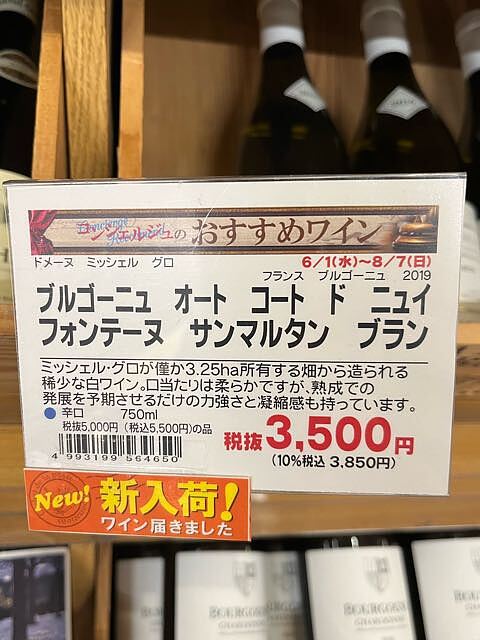 コンシェルジュのおすすめワイン
6/1(水)〜8/7(日)
ドメーヌ ミッシェル グロ
フランス ブルゴーニュ 2019
ブルゴーニュ オート コート ド ニュイ
フォンテーヌ サンマルタン ブラン
ミッシェル・グロが僅か3.25ha所有する畑から造られる
稀少な白ワイン。口当たりは柔らかですが、熟成での
発展を予期させるだけの力強さと凝縮感も持っています。
辛口 750ml
税抜5,000円 (税込5,500円)の品
4 993199 564650
税抜3,500円
(10%税込 3,850円)
New! 新入荷!
ワイン届きました